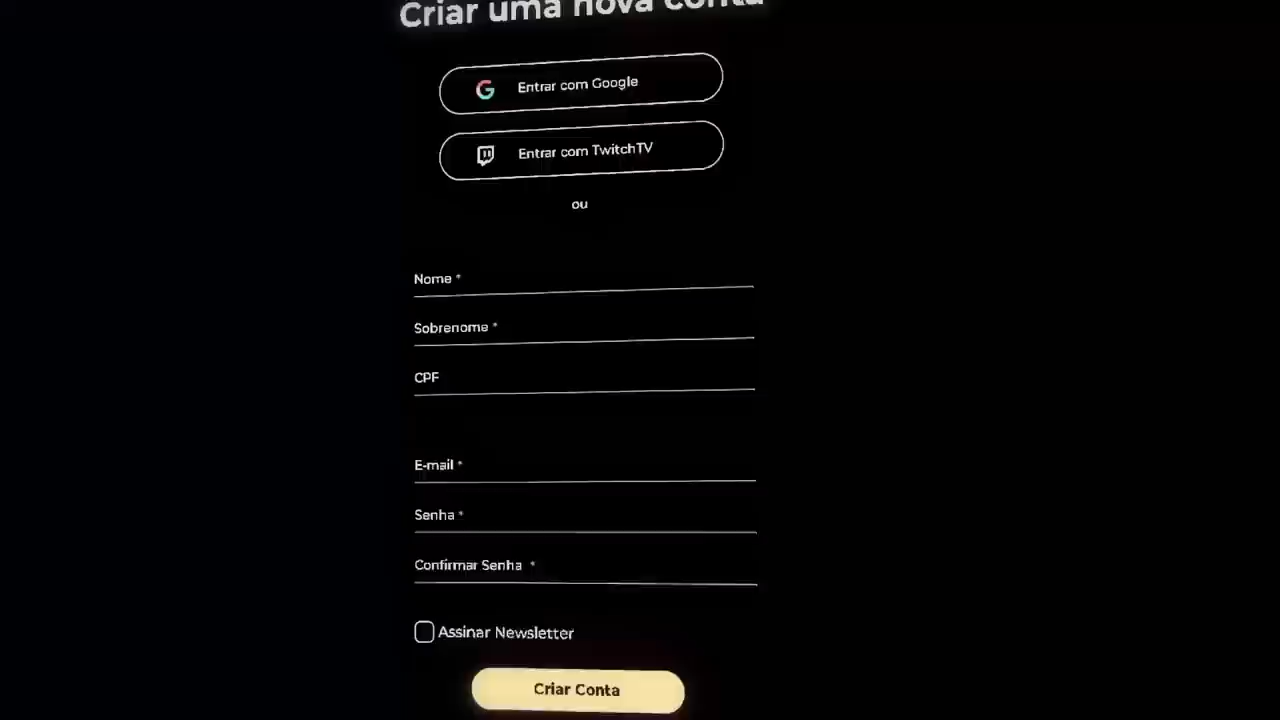 Criar uma nova conta
Entrar com Google
Entrar com TwitchTV
ou
Nome *
Sobrenome *
CPF
E-mail *
Senha *
Confirmar Senha *
Assinar Newsletter
Criar Conta